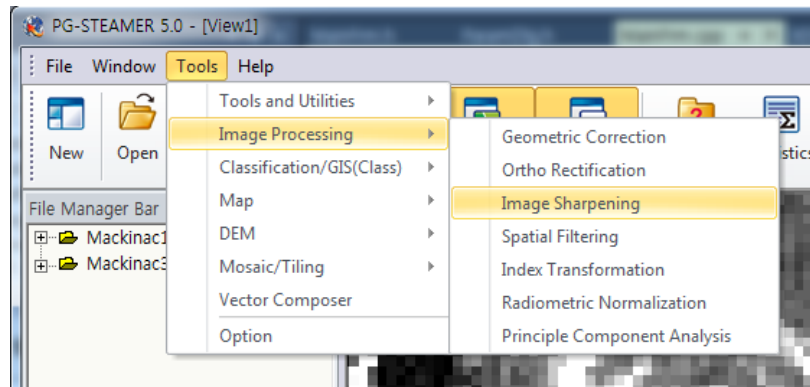 PG-STEAMER 5.0 - [View1]
File Window Tools Help
New Open
Tools and Utilities
Image Processing
Classification/GIS(Class)
Map
DEM
Mosaic/Tiling
Vector Composer
Option
Geometric Correction
Ortho Rectification
Image Sharpening
Spatial Filtering
Index Transformation
Radiometric Normalization
Principle Component Analysis
stics
File Manager Bar
Mackinac1
Mackinac3